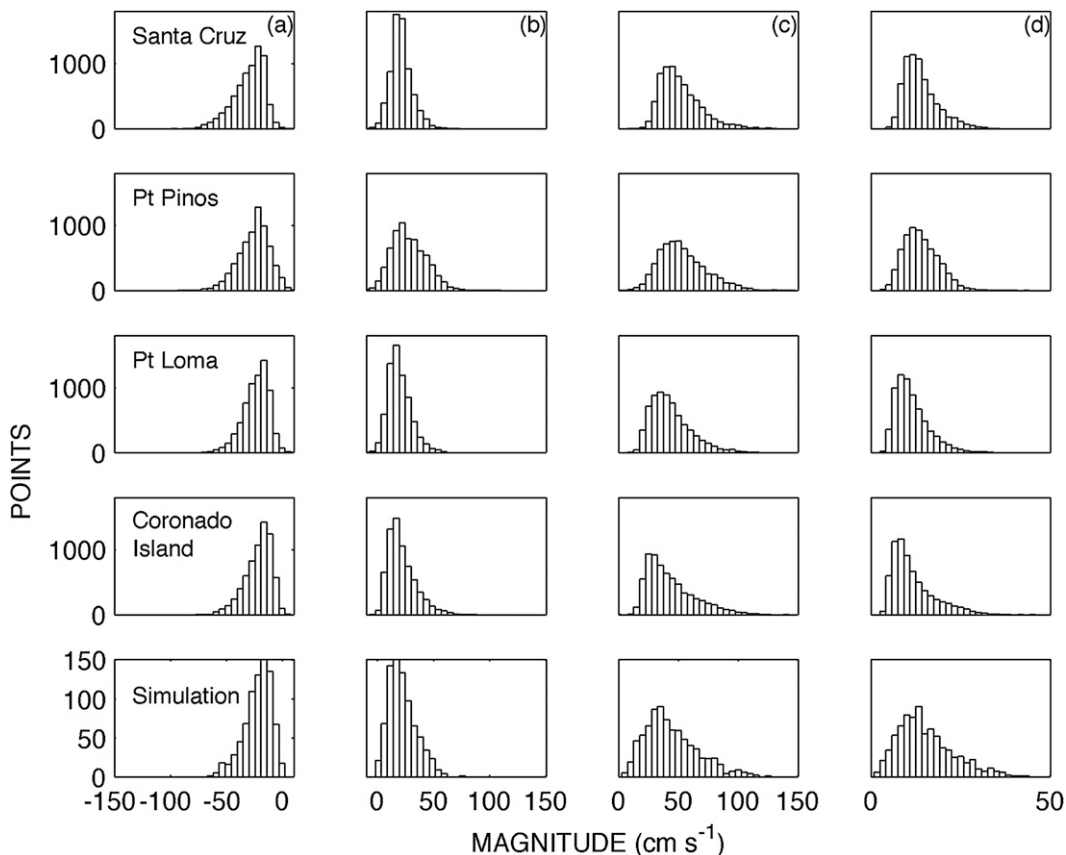 (a) (b) (c) (d)
Santa Cruz
1000
0
Pt Pinos
1000
0
Pt Loma
1000
0
Coronado
Island
1000
0
Simulation
150
100
50
0
POINTS
-150 -100 -50 0
0 50 100 150
0 50 100 150
0 50
MAGNITUDE (cm s⁻¹)